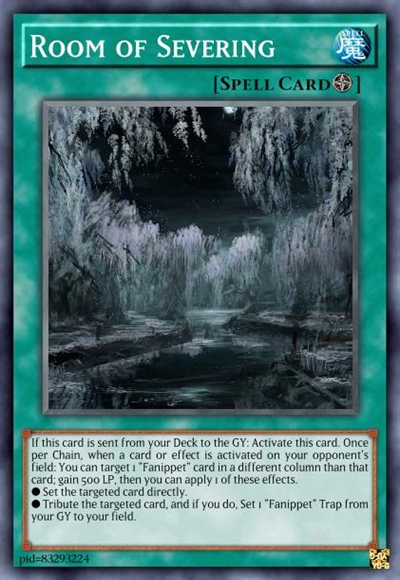 Room of Severing
SPELL
魔
[Spell Card]
If this card is sent from your Deck to the GY: Activate this card. Once
per Chain, when a card or effect is activated on your opponent's
field: You can target 1 "Fanippet" card in a different column than that
card; gain 500 LP, then you can apply 1 of these effects.
● Set the targeted card directly.
● Tribute the targeted card, and if you do, Set 1 "Fanippet" Trap from
your GY to your field.
pid=83293224